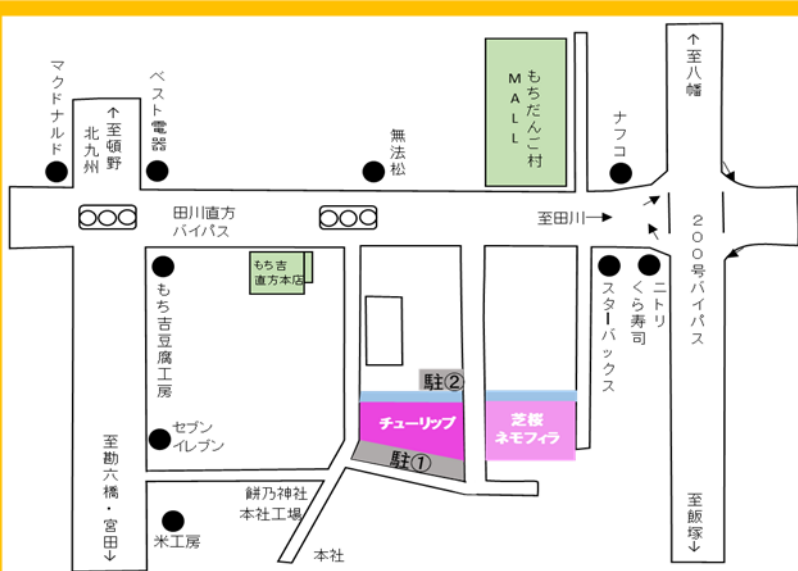 マクドナルド
↑至頓野
北九州
ベスト電器
無法松
もちだんご村
MALL
ナフコ
↑至八幡
田川直方
バイパス
至田川→
200号バイパス
もち吉
直方本店
もち吉豆腐工房
スターバックス
くら寿司
ニトリ
駐②
チューリップ
芝桜
ネモフィラ
駐①
セブン
イレブン
至勘六橋・宮田↓
餅乃神社
本社工場
米工房
本社
至飯塚↓